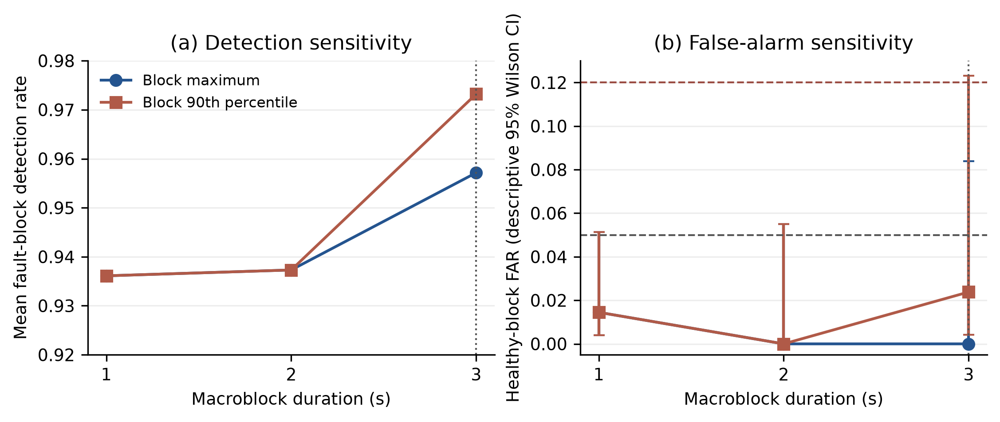 (a) Detection sensitivity
Mean fault-block detection rate
0.98
0.97
0.96
0.95
0.94
0.93
0.92
Block maximum
Block 90th percentile
1
2
3
Macroblock duration (s)
(b) False-alarm sensitivity
Healthy-block FAR (descriptive 95% Wilson CI)
0.12
0.10
0.08
0.06
0.04
0.02
0.00
1
2
3
Macroblock duration (s)